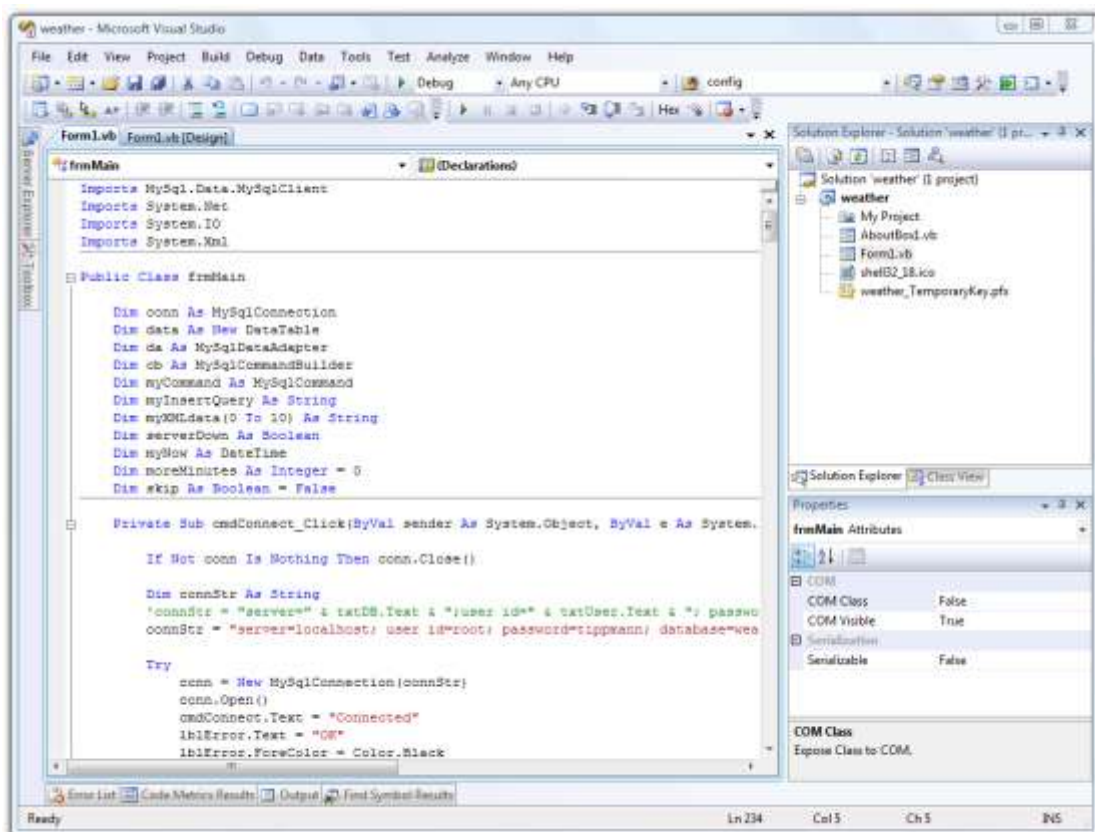 weather - Microsoft Visual Studio
File Edit View Project Build Debug Data Tools Test Analyze Window Help
Debug Any CPU config
Hex
Form1.vb Form1.vb [Design]
frmMain (Declarations)
Server Explorer
Toolbox
Imports MySql.Data.MySqlClient
Imports System.Net
Imports System.IO
Imports System.Xml
Public Class frmMain
Dim conn As MySqlConnection
Dim data As New DataTable
Dim da As MySqlDataAdapter
Dim cb As MySqlCommandBuilder
Dim myCommand As MySqlCommand
Dim myInsertQuery As String
Dim myXMLdata(0 To 10) As String
Dim serverDown As Boolean
Dim myNow As DateTime
Dim moreMinutes As Integer = 0
Dim skip As Boolean = False
Private Sub cmdConnect_Click(ByVal sender As System.Object, ByVal e As System.
If Not conn Is Nothing Then conn.Close()
Dim connStr As String
'connStr = "server=" & txtDB.Text & ";user id=" & txtUser.Text & "; passwo
connStr = "server=localhost; user id=root; password=tippmann; database=wea
Try
conn = New MySqlConnection(connStr)
conn.Open()
cmdConnect.Text = "Connected"
lblError.Text = "OK"
lblError.ForeColor = Color.Black
Solution Explorer - Solution 'weather' (1 pr...
Solution 'weather' (1 project)
weather
My Project
AboutBox1.vb
Form1.vb
shell32_18.ico
weather_TemporaryKey.pfx
Solution Explorer Class View
Properties
frmMain Attributes
COM
COM Class False
COM Visible True
Serialization
Serializable False
COM Class
Expose Class to COM.
Error List Code Metrics Results Output Find Symbol Results
Ready Ln 234 Col 5 Ch 5 INS